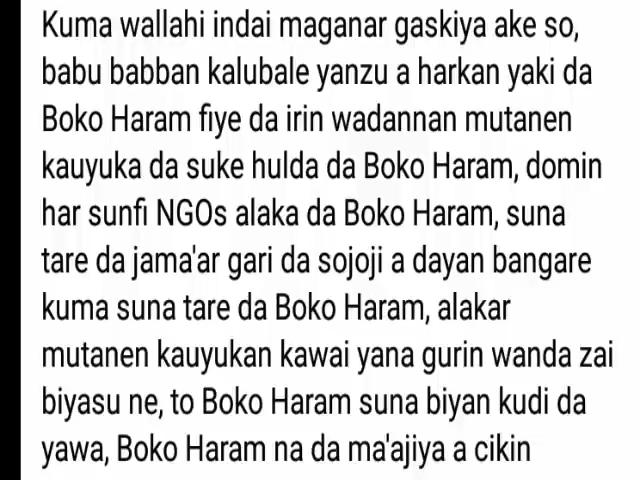 Kuma wallahi indai maganar gaskiya ake so,
babu babban kalubale yanzu a harkan yaki da
Boko Haram fiye da irin wadannan mutanen
kauyuka da suke hulda da Boko Haram, domin
har sunfi NGOs alaka da Boko Haram, suna
tare da jama'ar gari da sojoji a dayan bangare
kuma suna tare da Boko Haram, alakar
mutanen kauyukan kawai yana gurin wanda zai
biyasu ne, to Boko Haram suna biyan kudi da
yawa, Boko Haram na da ma'ajiya a cikin